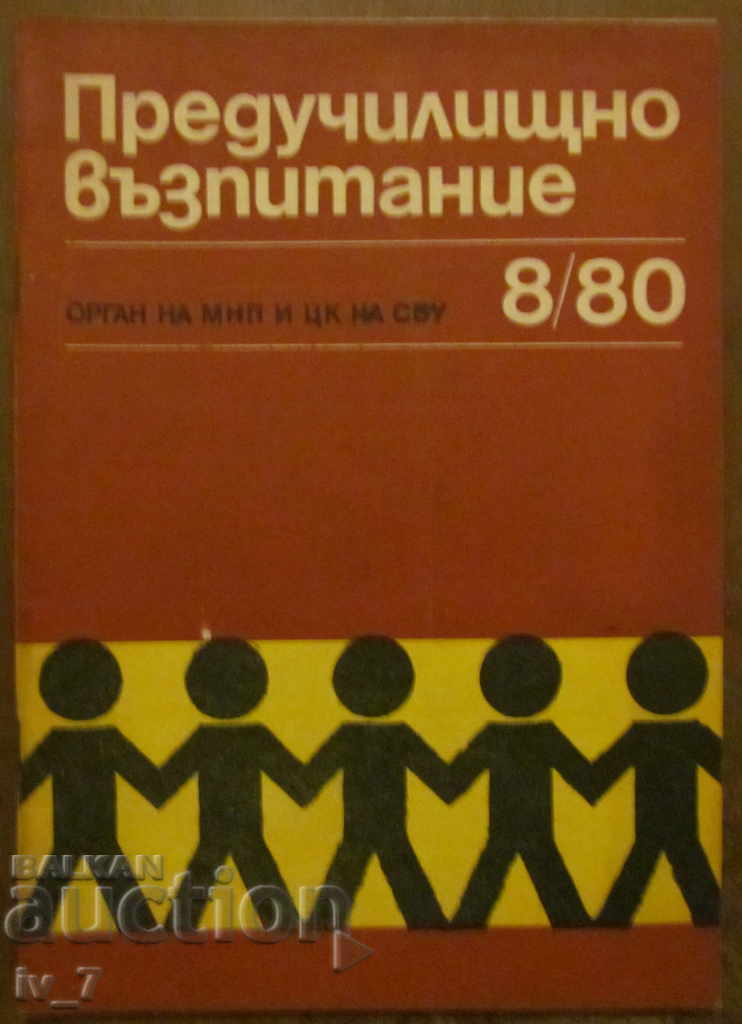 Предучилищно
възпитание
8/80
ОРГАН НА МНП И ЦК НА СБУ
BALKAN
auction
iv_7